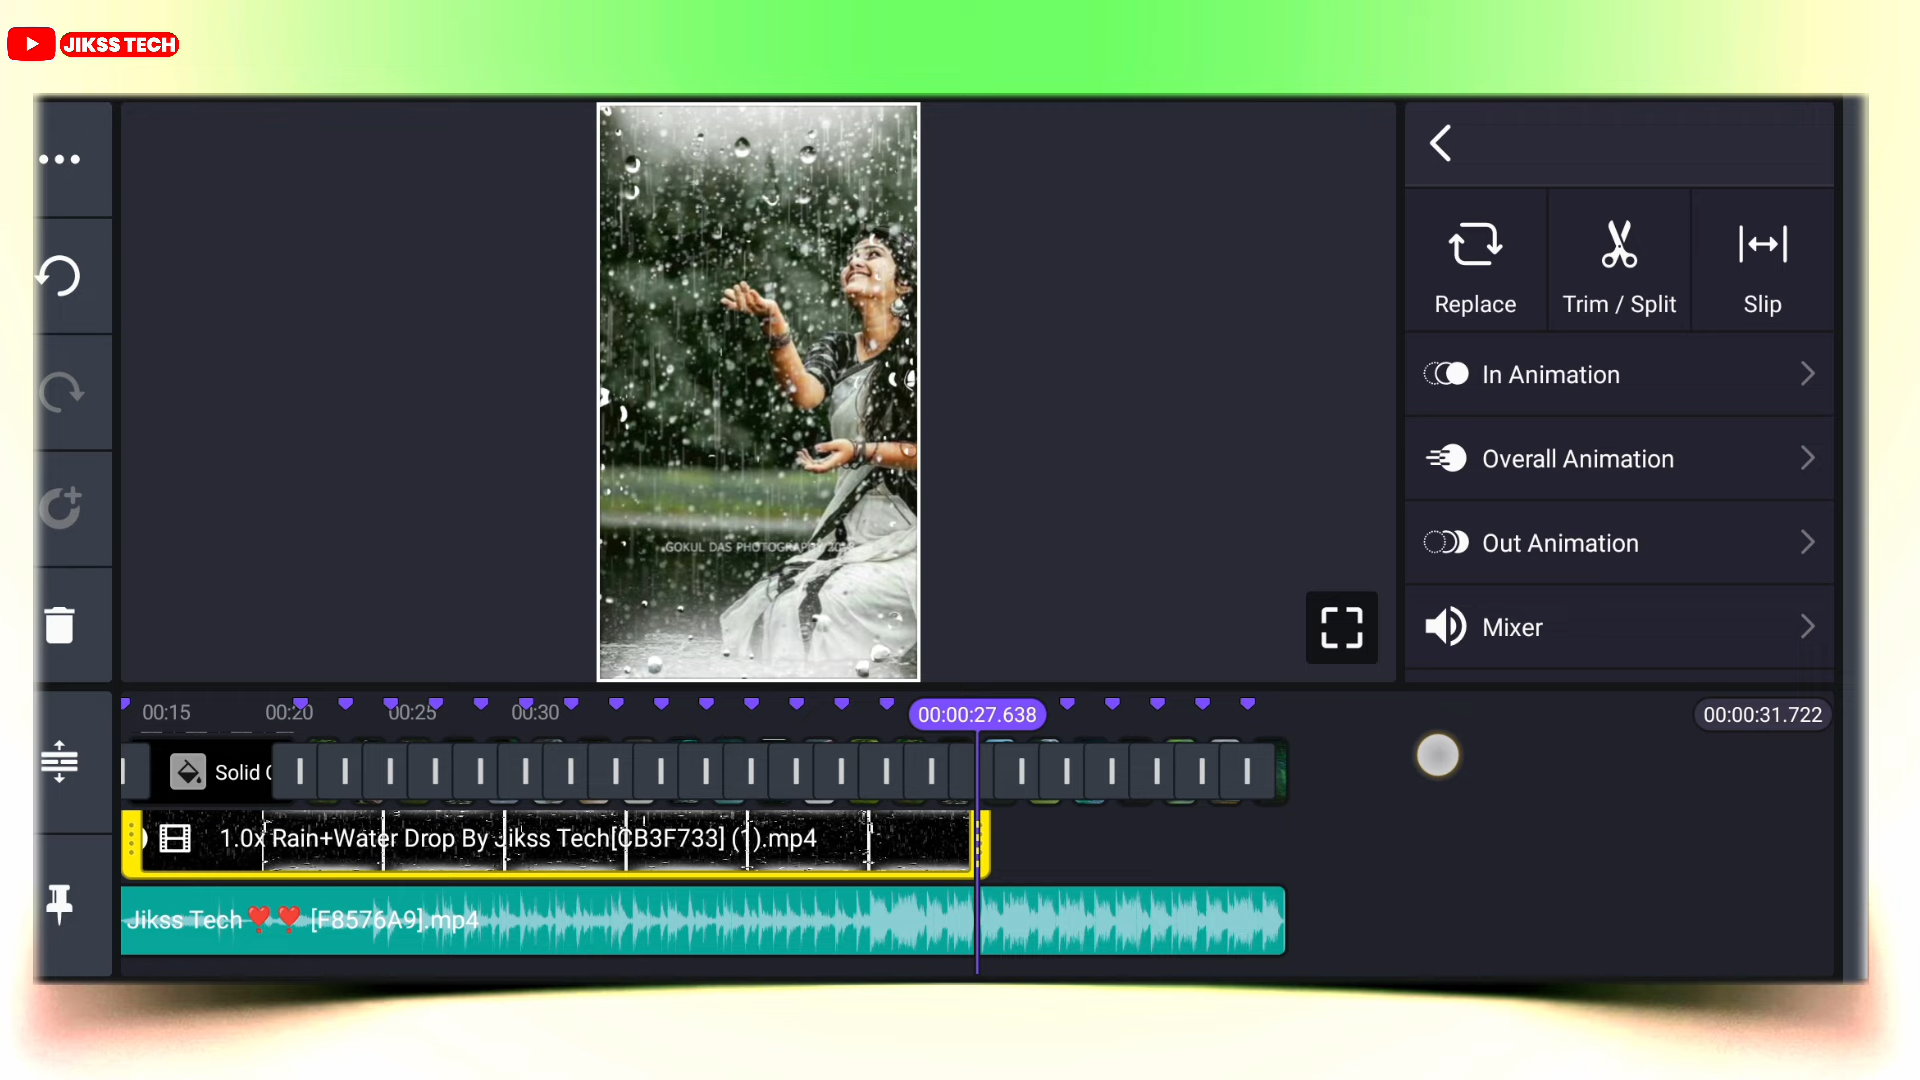 JIKSS TECH
Replace
Trim / Split
Slip
In Animation
Overall Animation
Out Animation
Mixer
GOKUL DAS PHOTOGRAPHY
00:15
00:20
00:25
00:30
00:00:27.638
00:00:31.722
Solid
1.0x Rain+Water Drop By Jikss Tech[CB3F733] (1).mp4
Jikss Tech❣️❣️ [F8576A9].mp4